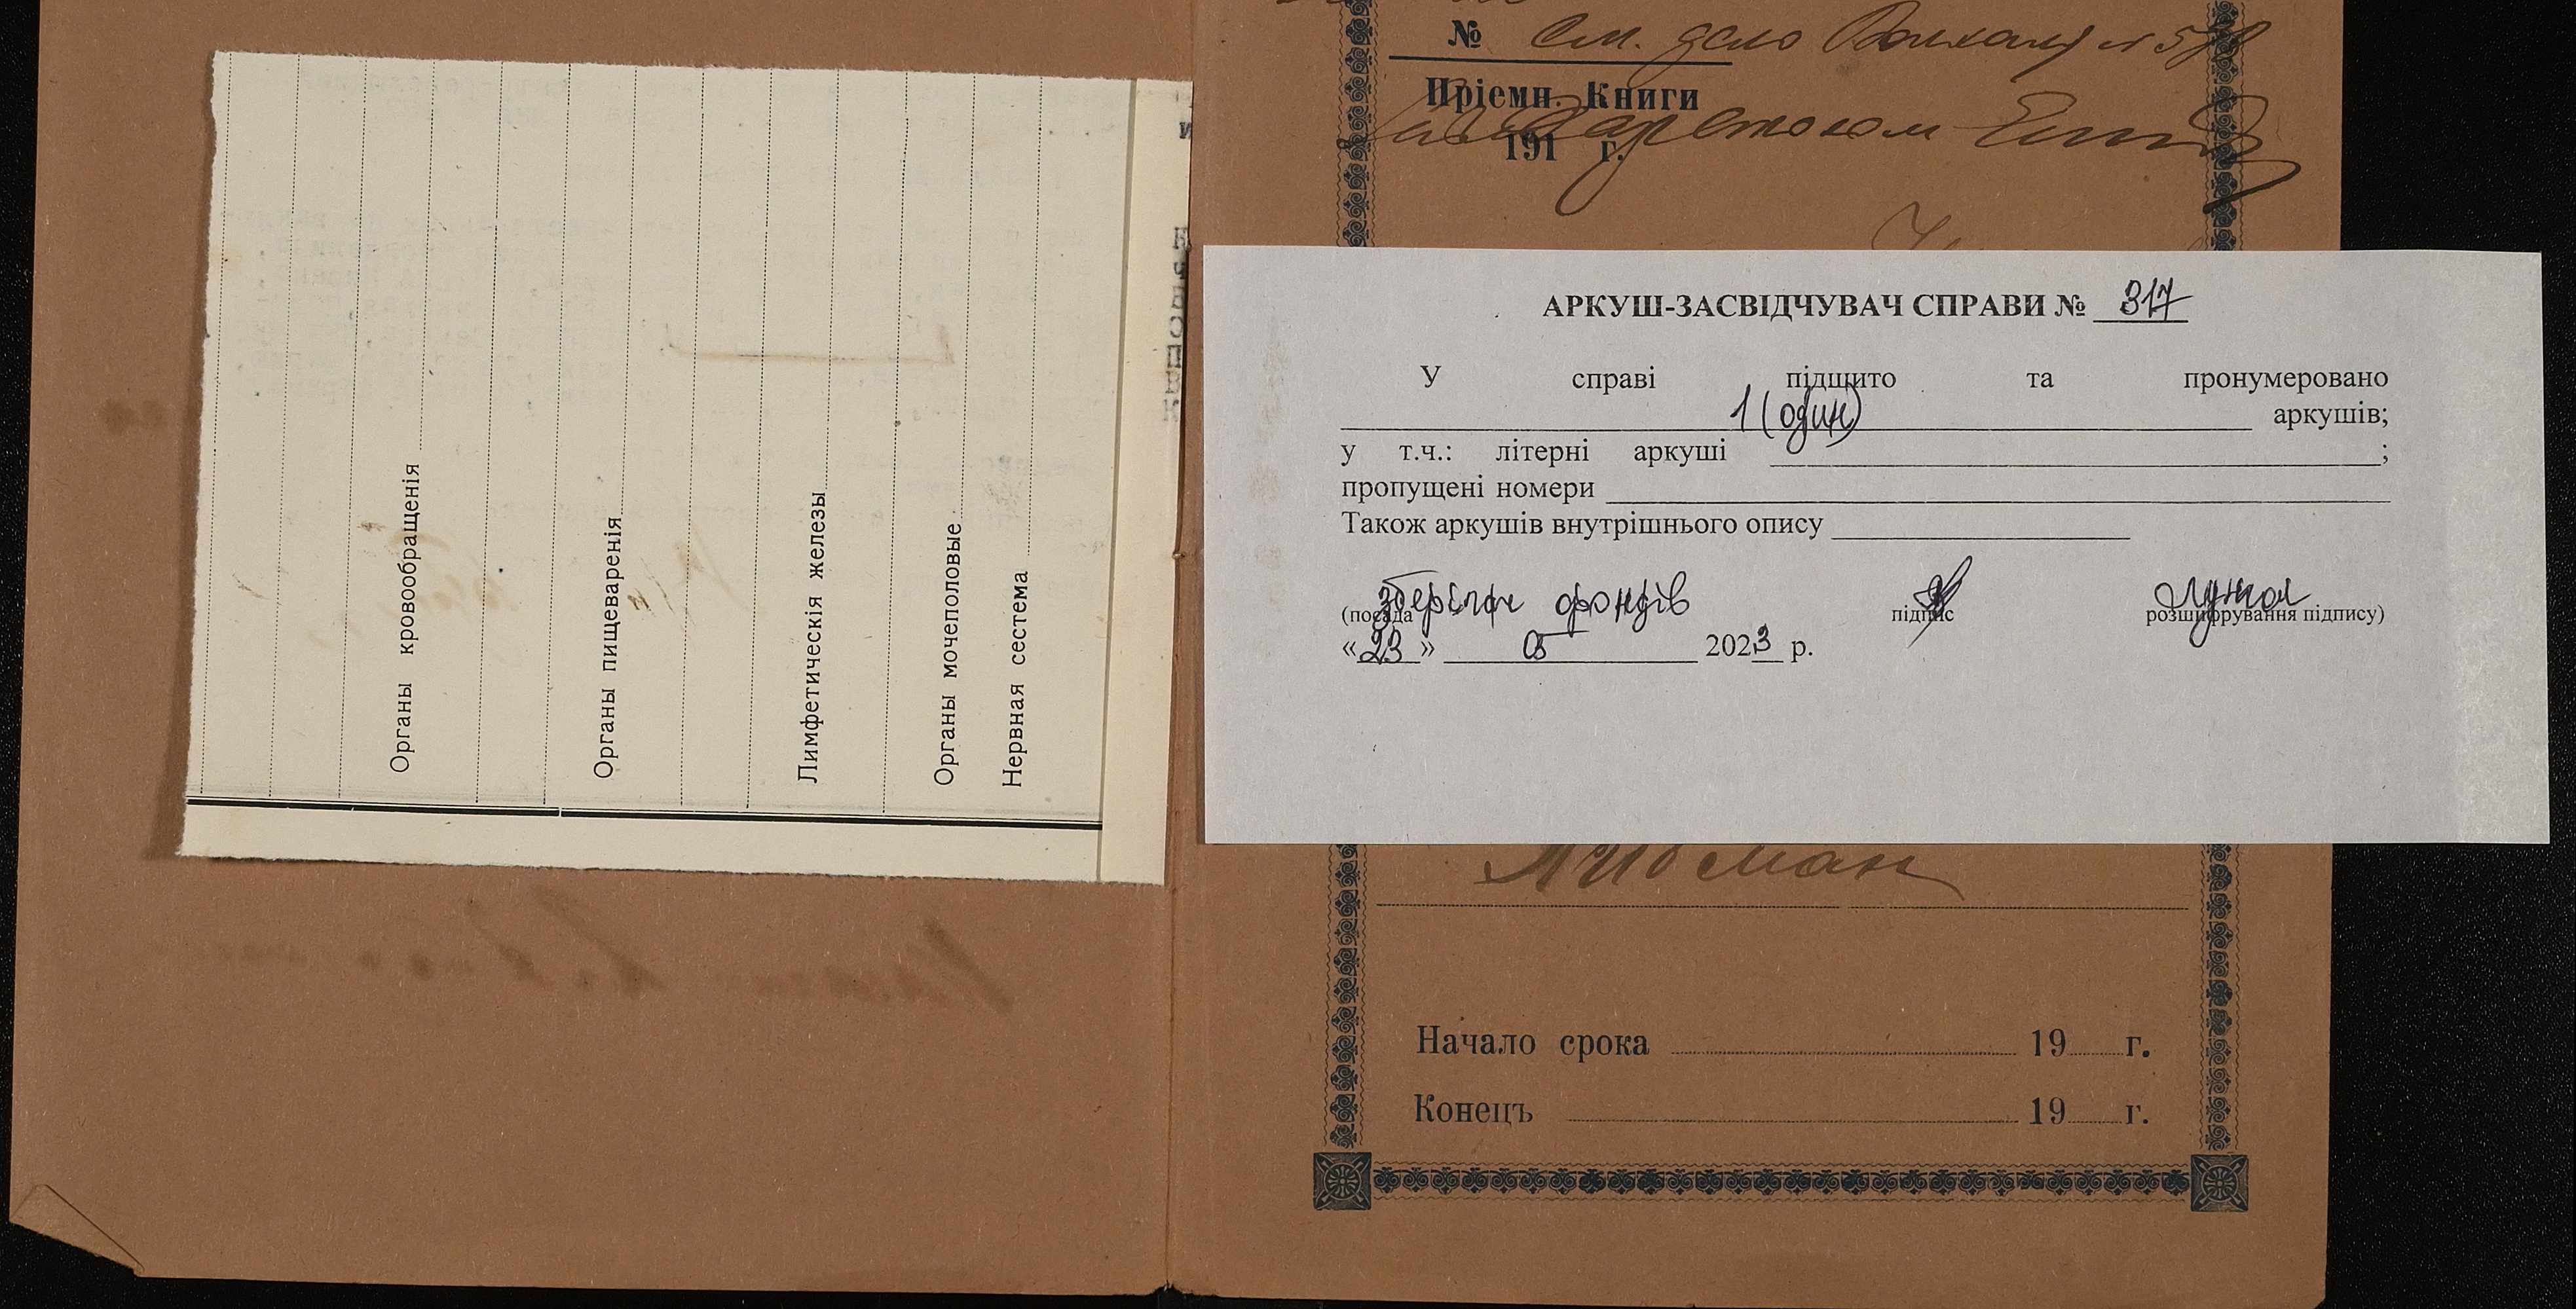 Органы кровообращенія
Органы пищеваренія
Лимфетическія железы
Органы мочеполовые
Нервная сестема
№ см. дело
Пріемн. Книги
191 г.
АРКУШ-ЗАСВІДЧУВАЧ СПРАВИ № 317
У справі підшито та пронумеровано
1 (один) аркушів;
у т.ч.: літерні аркуші ;
пропущені номери
Також аркушів внутрішнього опису
зберігач фондів
(посада підпис розшифрування підпису)
«23» 05 2023 р.
Начало срока 19 г.
Конецъ 19 г.